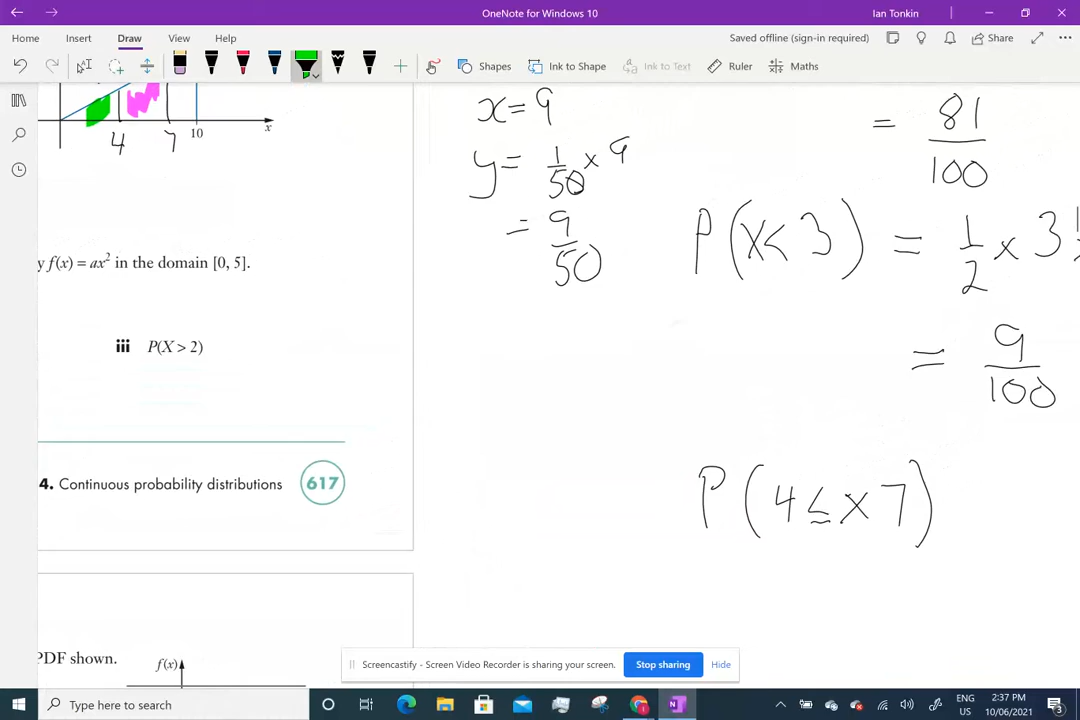 OneNote for Windows 10
Ian Tonkin
Home Insert Draw View Help
Saved offline (sign-in required)
Share
Shapes
Ink to Shape
Ink to Text
Ruler
Maths
4 7 10 x
y f(x) = ax² in the domain [0, 5].
iii P(X > 2)
4. Continuous probability distributions 617
PDF shown.
f(x)
x = 9
y = 1/50 × 9
= 9/50
= 81/100
P(X < 3) = 1/2 × 3
= 9/100
P(4 ≤ x 7)
Screencastify - Screen Video Recorder is sharing your screen.
Stop sharing
Hide
Type here to search
ENG
US
2:37 PM
10/06/2021
3